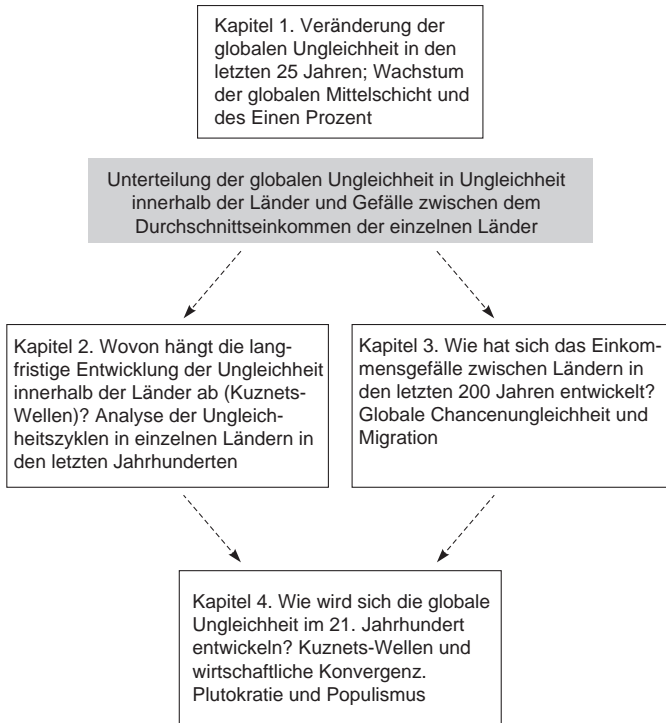 Kapitel 1. Veränderung der
globalen Ungleichheit in den
letzten 25 Jahren; Wachstum
der globalen Mittelschicht und
des Einen Prozent
Unterteilung der globalen Ungleichheit in Ungleichheit
innerhalb der Länder und Gefälle zwischen dem
Durchschnittseinkommen der einzelnen Länder
Kapitel 2. Wovon hängt die lang-
fristige Entwicklung der Ungleichheit
innerhalb der Länder ab (Kuznets-
Wellen)? Analyse der Ungleich-
heitszyklen in einzelnen Ländern in
den letzten Jahrhunderten
Kapitel 3. Wie hat sich das Einkom-
mensgefälle zwischen Ländern in
den letzten 200 Jahren entwickelt?
Globale Chancenungleichheit und
Migration
Kapitel 4. Wie wird sich die globale
Ungleichheit im 21. Jahrhundert
entwickeln? Kuznets-Wellen und
wirtschaftliche Konvergenz.
Plutokratie und Populismus